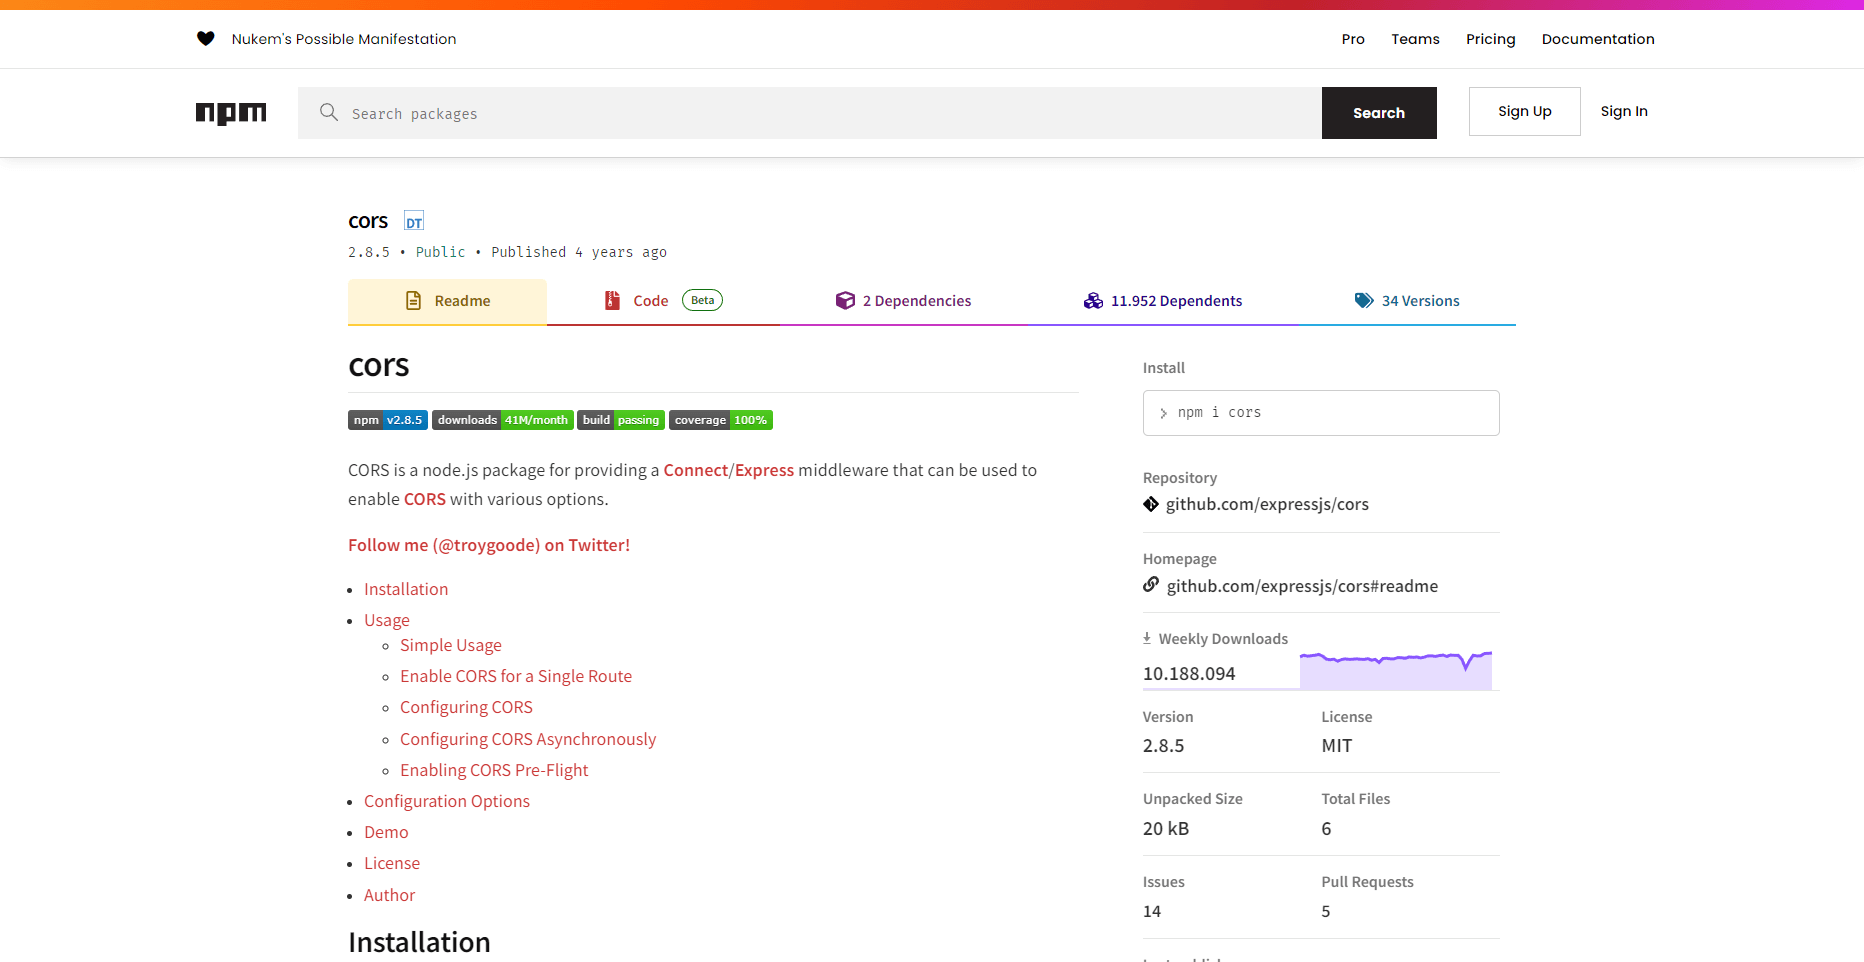 Nukem's Possible Manifestation
Pro Teams Pricing Documentation
npm Search packages Search Sign Up Sign In
cors DT
2.8.5 • Public • Published 4 years ago
Readme Code Beta 2 Dependencies 11.952 Dependents 34 Versions
cors
npm v2.8.5 downloads 41M/month build passing coverage 100%
CORS is a node.js package for providing a Connect/Express middleware that can be used to
enable CORS with various options.
Follow me (@troygoode) on Twitter!
Installation
Usage
Simple Usage
Enable CORS for a Single Route
Configuring CORS
Configuring CORS Asynchronously
Enabling CORS Pre-Flight
Configuration Options
Demo
License
Author
Installation
Install
npm i cors
Repository
github.com/expressjs/cors
Homepage
github.com/expressjs/cors#readme
Weekly Downloads
10.188.094
Version License
2.8.5 MIT
Unpacked Size Total Files
20 kB 6
Issues Pull Requests
14 5